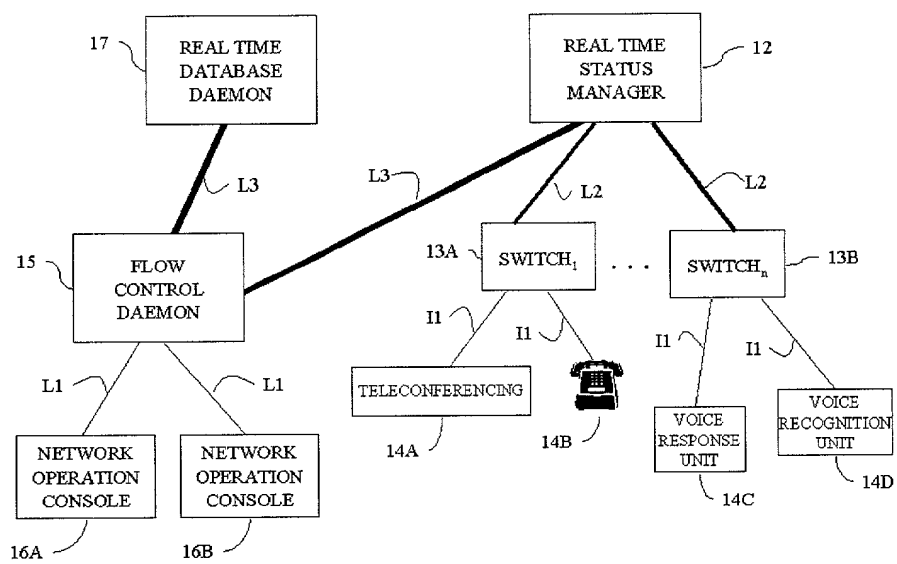 17
REAL TIME
DATABASE
DAEMON
REAL TIME
STATUS
MANAGER
12
L3
L3
L2
L2
15
FLOW
CONTROL
DAEMON
13A
SWITCH1
. . .
SWITCHn
13B
I1
I1
I1
I1
L1
L1
TELECONFERENCING
14A
14B
VOICE
RESPONSE
UNIT
14C
VOICE
RECOGNITION
UNIT
14D
NETWORK
OPERATION
CONSOLE
16A
NETWORK
OPERATION
CONSOLE
16B